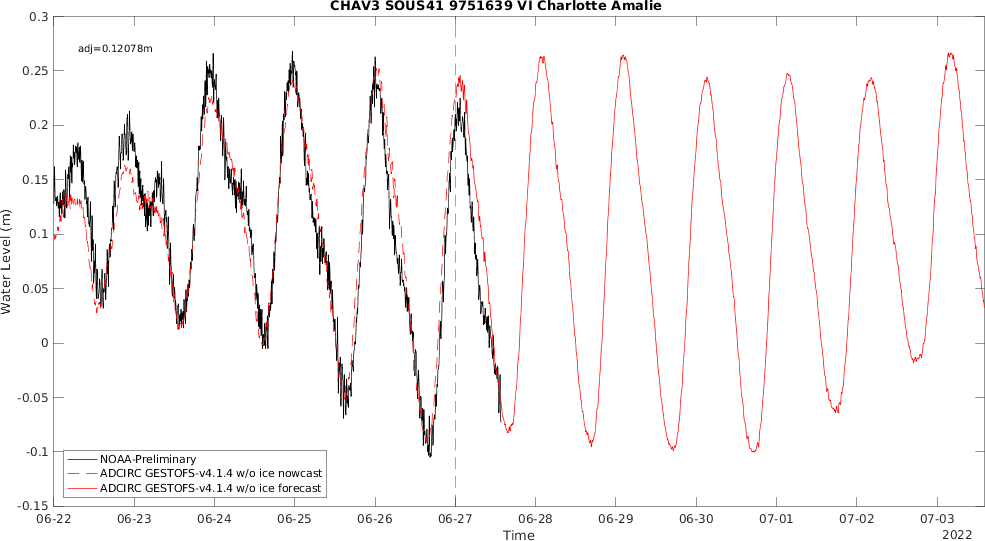 CHAV3 SOUS41 9751639 VI Charlotte Amalie
adj=0.12078m
0.3
0.25
0.2
0.15
0.1
0.05
0
-0.05
-0.1
-0.15
Water Level (m)
NOAA-Preliminary
ADCIRC GESTOFS-v4.1.4 w/o ice nowcast
ADCIRC GESTOFS-v4.1.4 w/o ice forecast
06-22 06-23 06-24 06-25 06-26 06-27 06-28 06-29 06-30 07-01 07-02 07-03
Time
2022